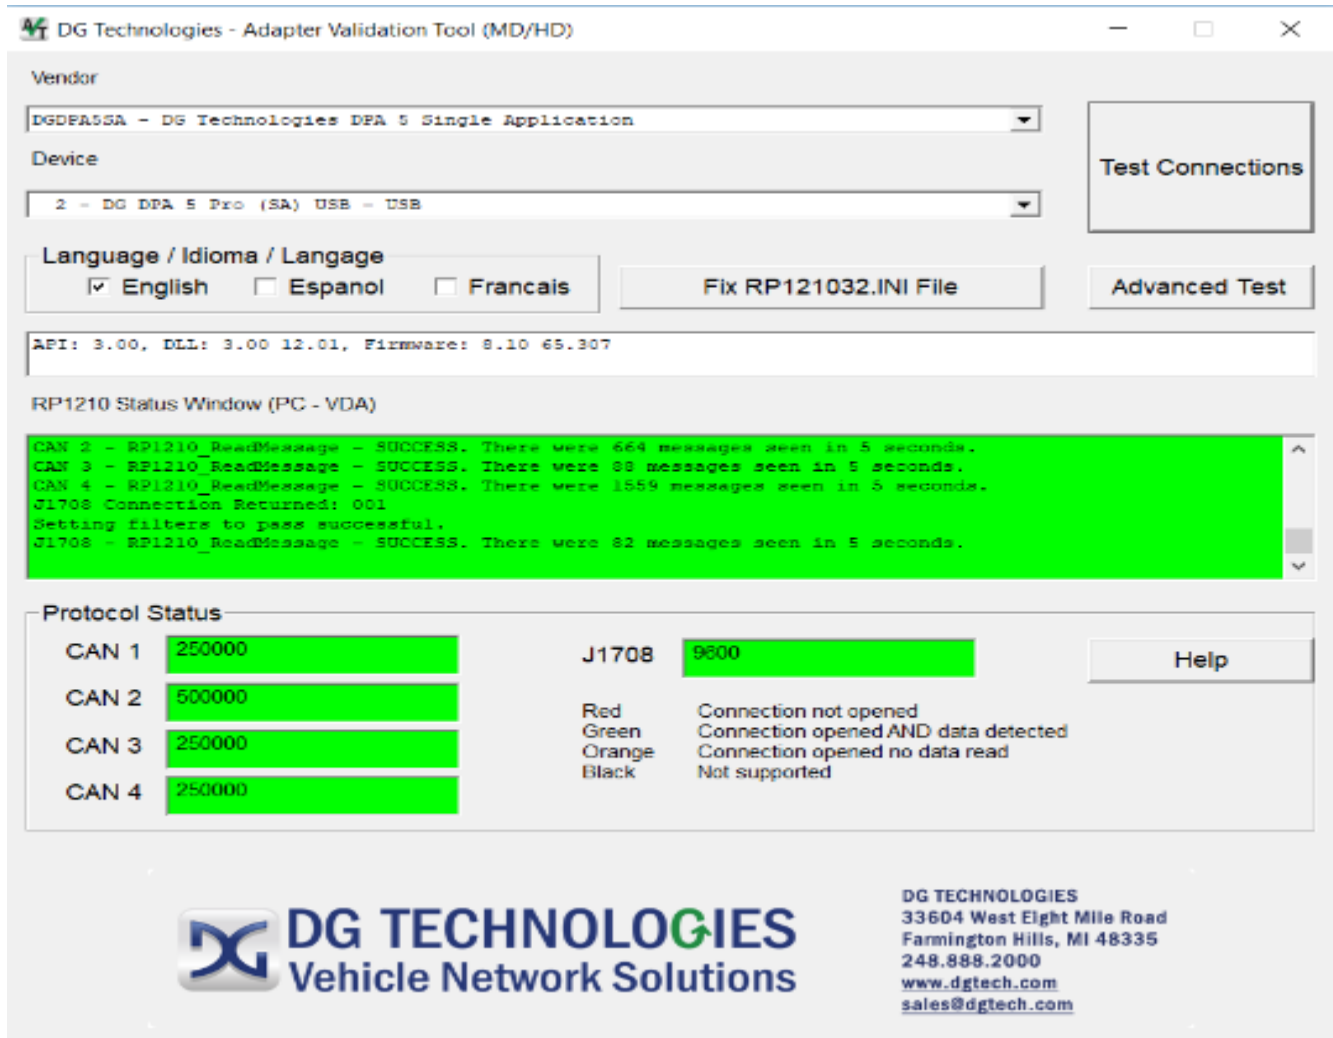 DG Technologies - Adapter Validation Tool (MD/HD)
Vendor
DGDPA5SA - DG Technologies DPA 5 Single Application
Device
2 - DG DPA 5 Pro (SA) USB - USB
Test Connections
Language / Idioma / Langage
English Espanol Francais
Fix RP121032.INI File
Advanced Test
API: 3.00, DLL: 3.00 12.01, Firmware: 8.10 65.307
RP1210 Status Window (PC - VDA)
CAN 2 - RP1210_ReadMessage - SUCCESS. There were 664 messages seen in 5 seconds.
CAN 3 - RP1210_ReadMessage - SUCCESS. There were 88 messages seen in 5 seconds.
CAN 4 - RP1210_ReadMessage - SUCCESS. There were 1559 messages seen in 5 seconds.
J1708 Connection Returned: 001
Setting filters to pass successful.
J1708 - RP1210_ReadMessage - SUCCESS. There were 82 messages seen in 5 seconds.
Protocol Status
CAN 1 250000
CAN 2 500000
CAN 3 250000
CAN 4 250000
J1708 9600
Red Connection not opened
Green Connection opened AND data detected
Orange Connection opened no data read
Black Not supported
Help
DG TECHNOLOGIES
Vehicle Network Solutions
DG TECHNOLOGIES
33604 West Eight Mile Road
Farmington Hills, MI 48335
248.888.2000
www.dgtech.com
sales@dgtech.com